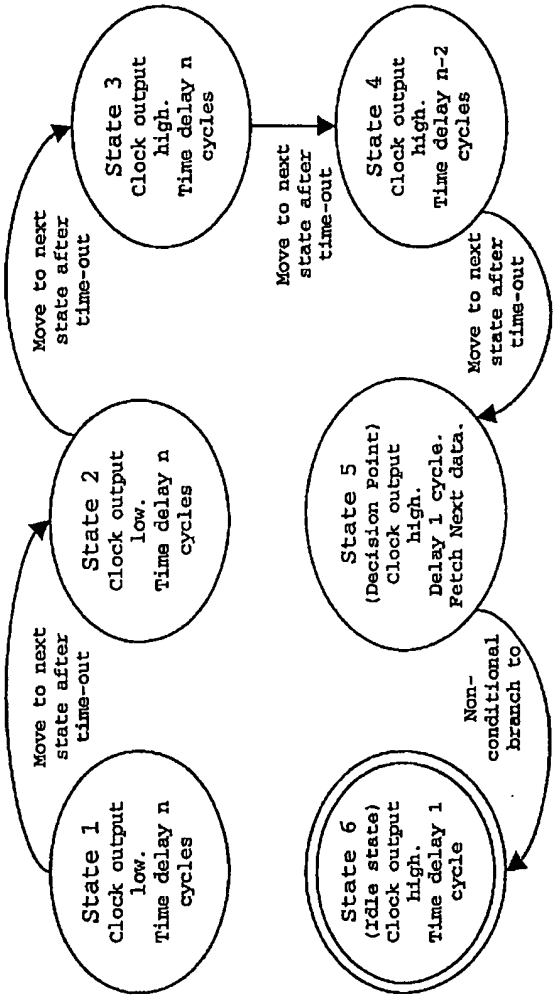 State 1
Clock output
low.
Time delay n
cycles
Move to next
state after
time-out
State 2
Clock output
low.
Time delay n
cycles
Move to next
state after
time-out
State 3
Clock output
high.
Time delay n
cycles
Move to next
state after
time-out
State 4
Clock output
high.
Time delay n-2
cycles
Move to next
state after
time-out
State 5
(Decision Point)
Clock output
high.
Delay 1 cycle.
Fetch Next data.
Non-
conditional
branch to
State 6
(Idle state)
Clock output
high.
Time delay 1
cycle